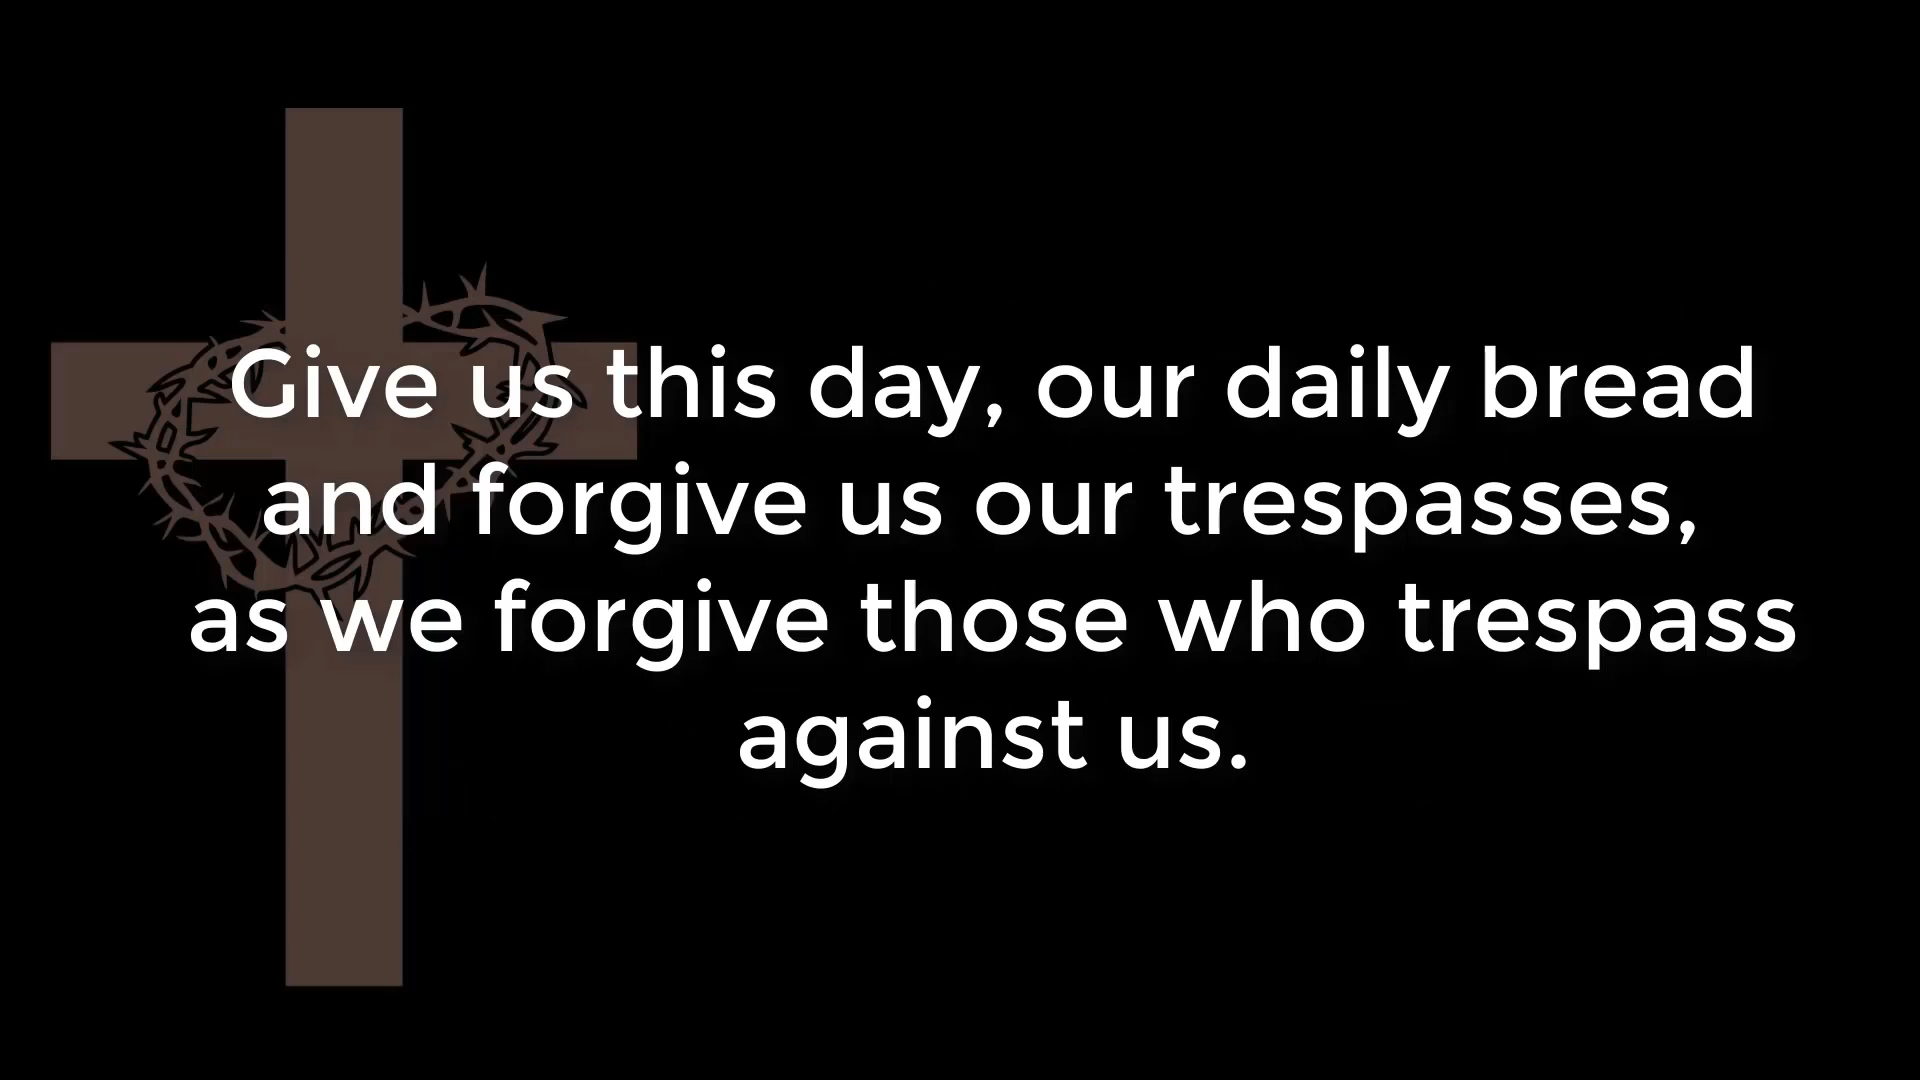 Give us this day, our daily bread
and forgive us our trespasses,
as we forgive those who trespass
against us.